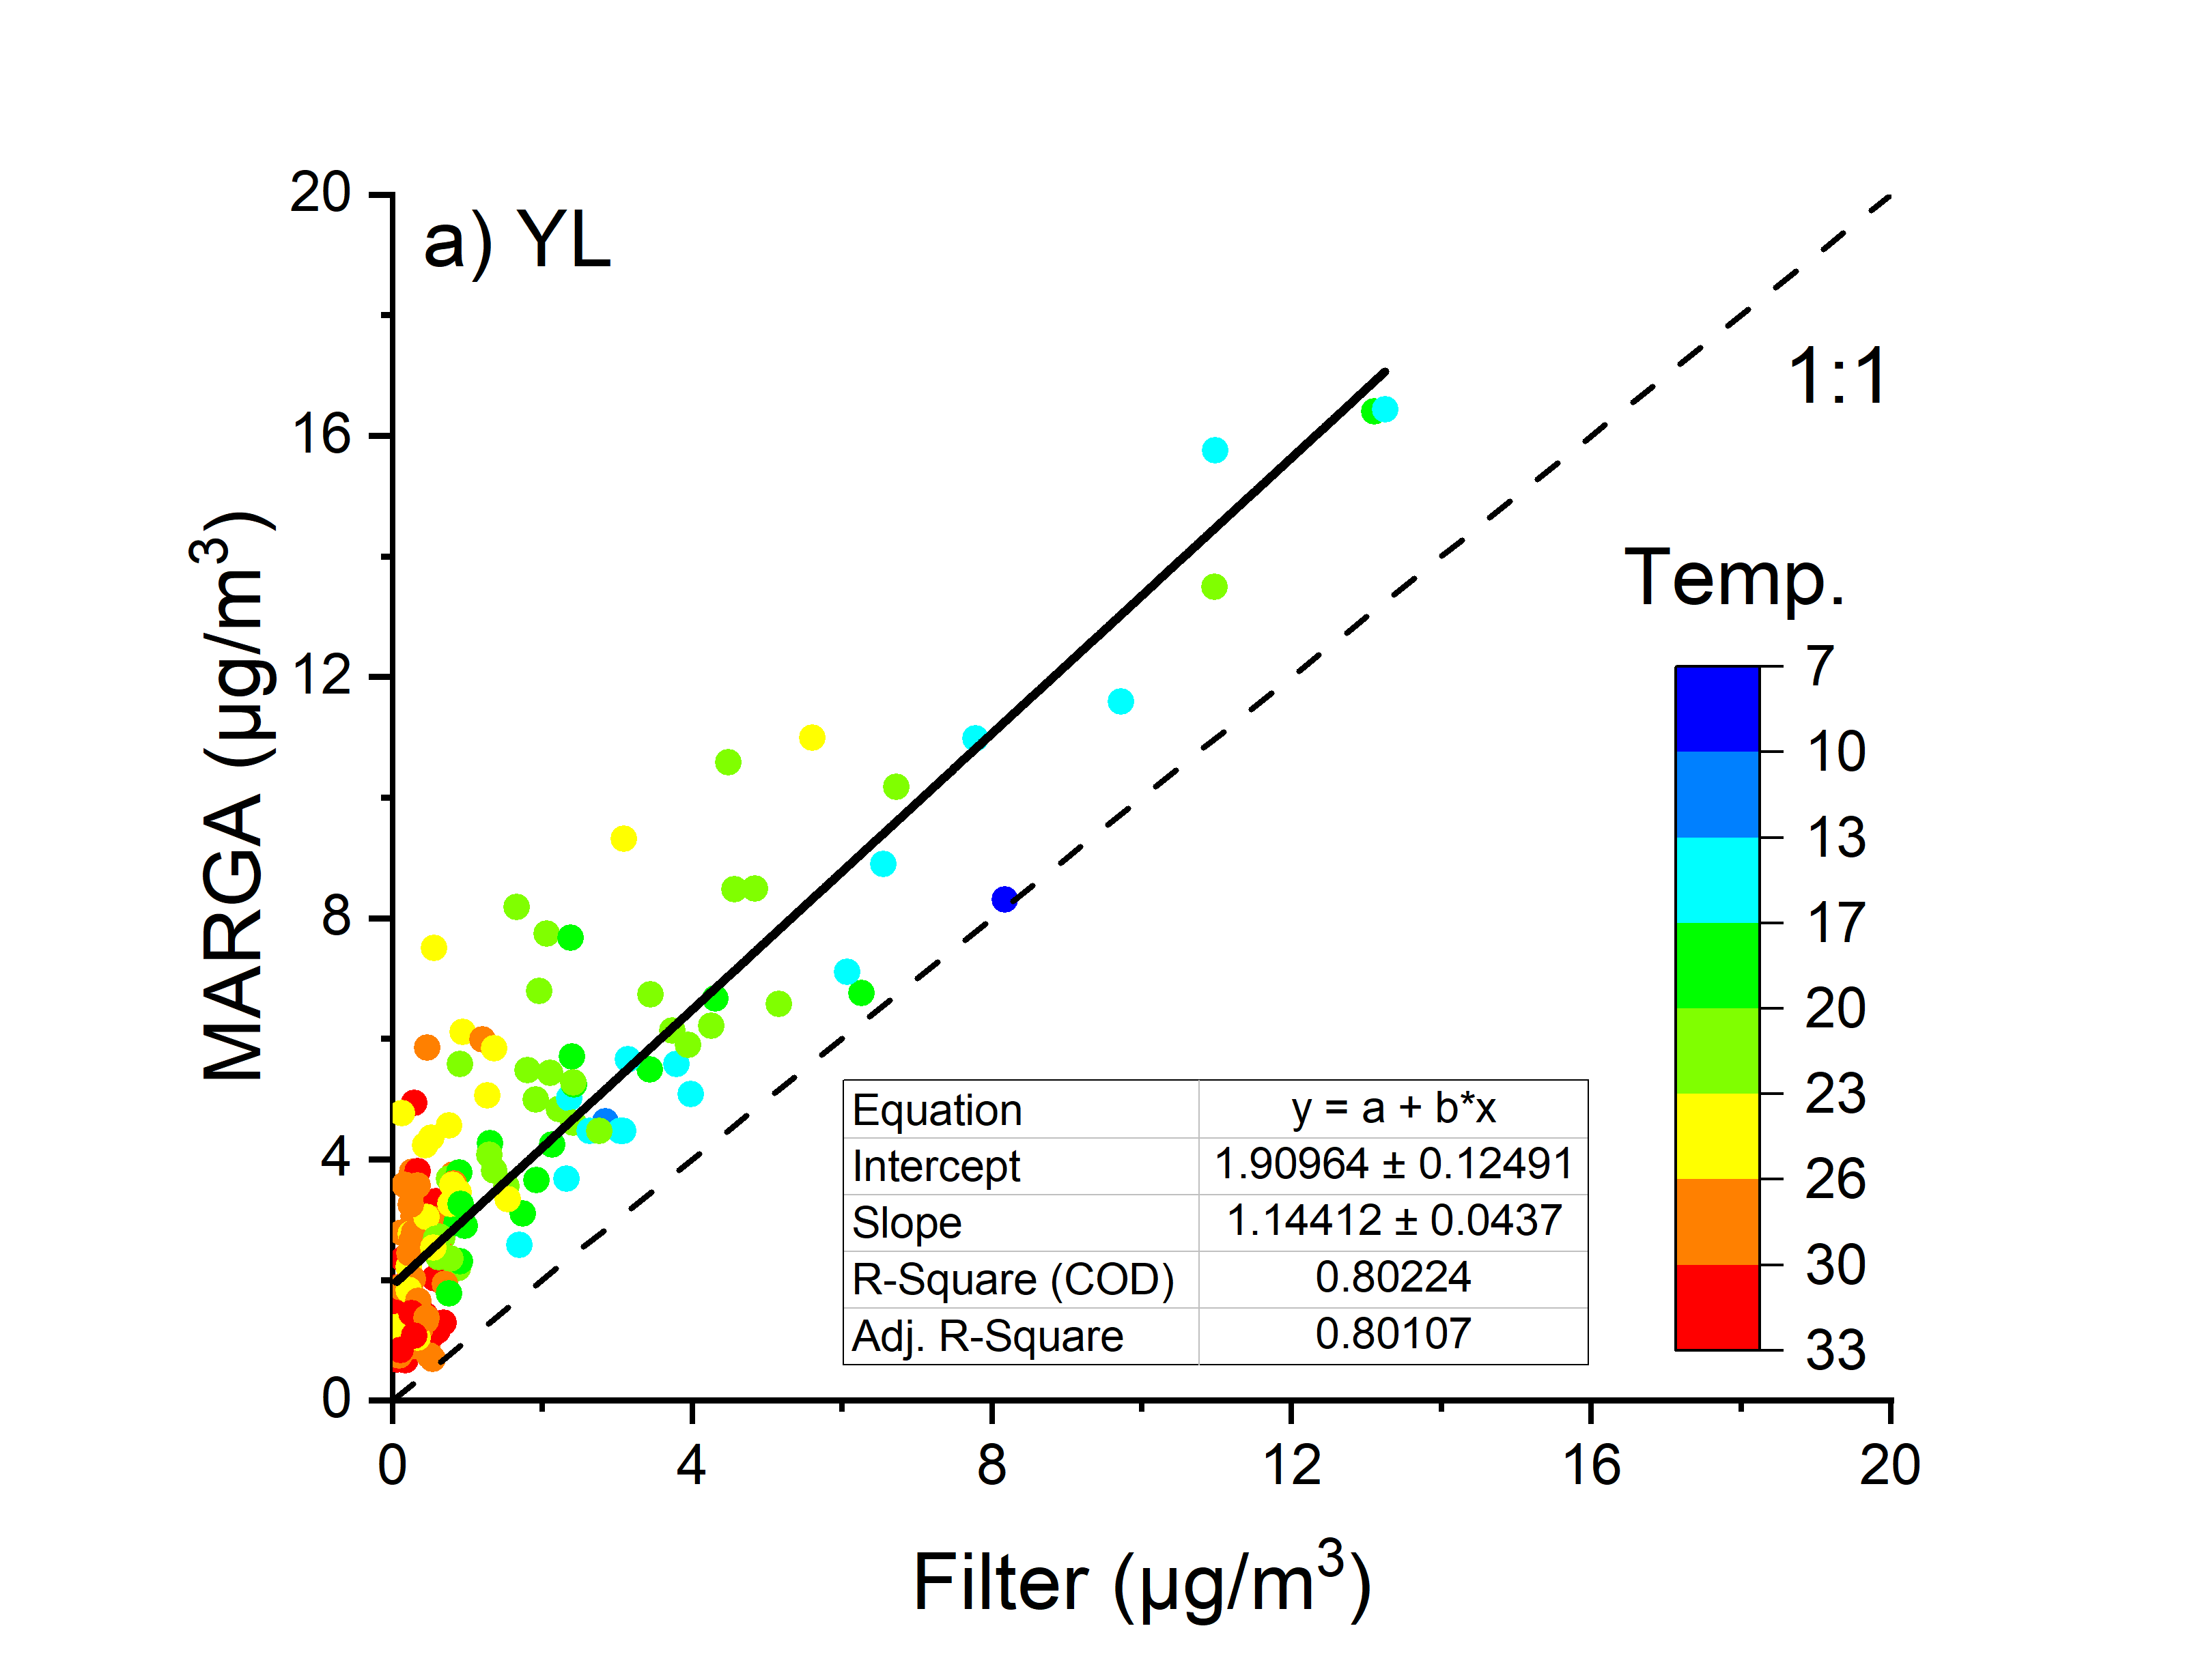 a) YL
20
16
12
8
4
0
MARGA (µg/m³)
1:1
Temp.
7
10
13
17
20
23
26
30
33
Equation y = a + b*x
Intercept 1.90964 ± 0.12491
Slope 1.14412 ± 0.0437
R-Square (COD) 0.80224
Adj. R-Square 0.80107
0 4 8 12 16 20
Filter (µg/m³)